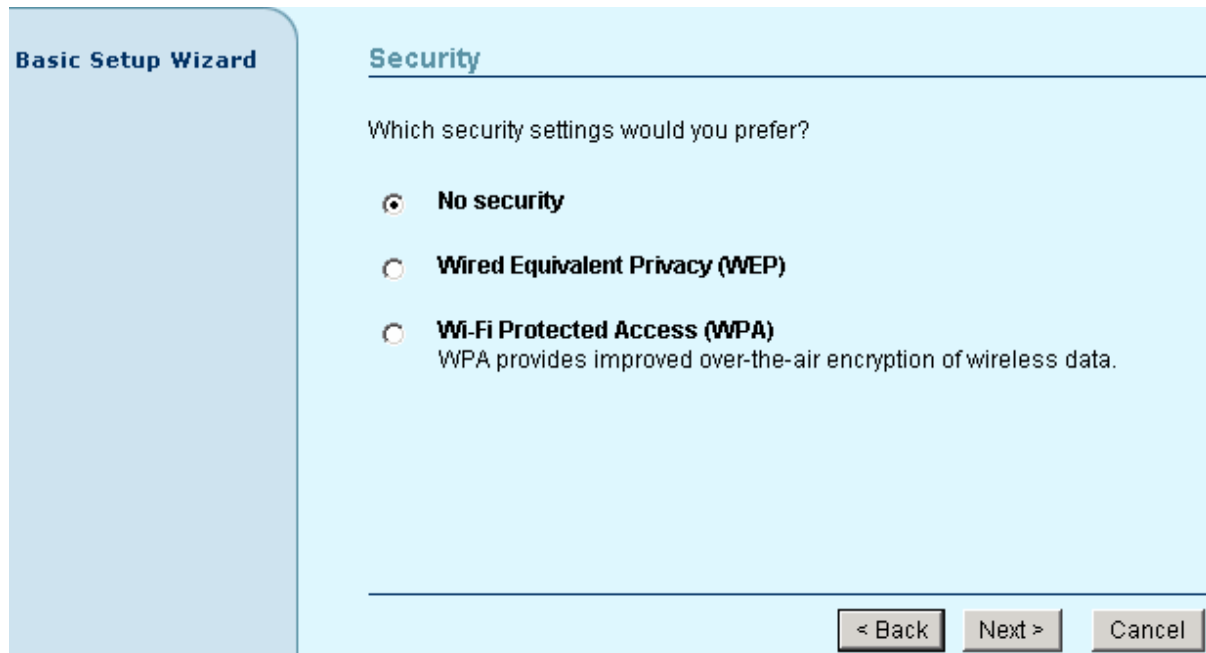 Basic Setup Wizard
Security
Which security settings would you prefer?
No security
Wired Equivalent Privacy (WEP)
Wi-Fi Protected Access (WPA)
WPA provides improved over-the-air encryption of wireless data.
< Back
Next >
Cancel